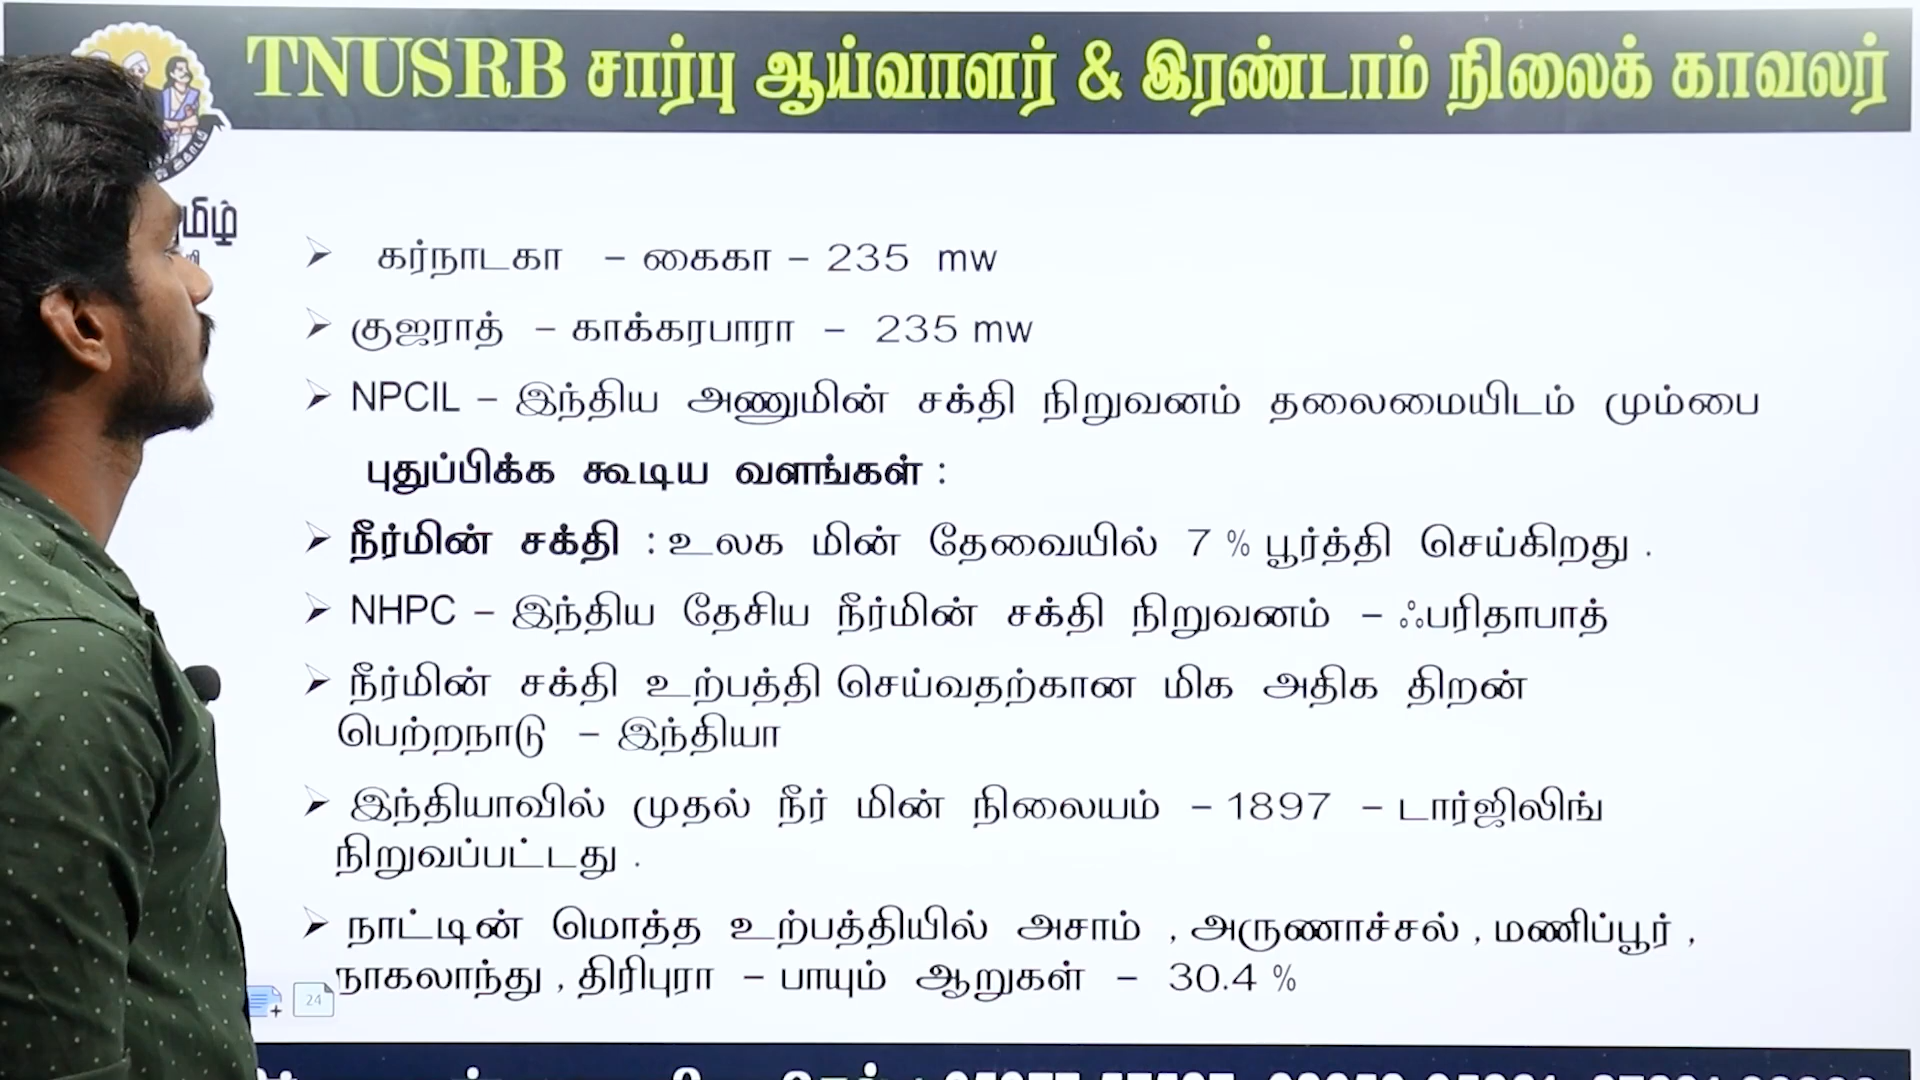 TNUSRB சார்பு ஆய்வாளர் & இரண்டாம் நிலைக் காவலர்
➢ கர்நாடகா – கைகா – 235 mw
➢ குஜராத் – காக்கரபாரா – 235 mw
➢ NPCIL – இந்திய அணுமின் சக்தி நிறுவனம் தலைமையிடம் மும்பை
புதுப்பிக்க கூடிய வளங்கள் :
➢ நீர்மின் சக்தி : உலக மின் தேவையில் 7 % பூர்த்தி செய்கிறது .
➢ NHPC – இந்திய தேசிய நீர்மின் சக்தி நிறுவனம் – ஃபரிதாபாத்
➢ நீர்மின் சக்தி உற்பத்தி செய்வதற்கான மிக அதிக திறன்
பெற்றநாடு – இந்தியா
➢ இந்தியாவில் முதல் நீர் மின் நிலையம் – 1897 – டார்ஜிலிங்
நிறுவப்பட்டது .
➢ நாட்டின் மொத்த உற்பத்தியில் அசாம் , அருணாச்சல் , மணிப்பூர் ,
நாகலாந்து , திரிபுரா – பாயும் ஆறுகள் – 30.4 %
24